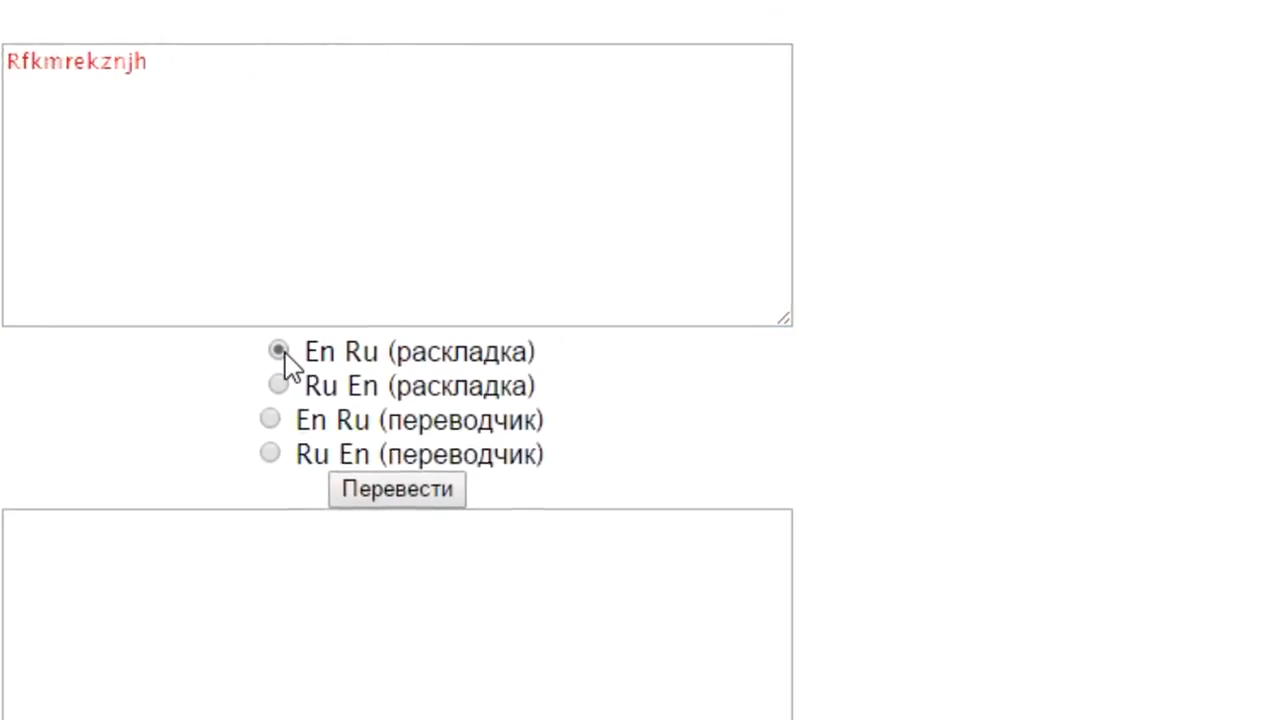 Rfkmrekznjh
En Ru (раскладка)
Ru En (раскладка)
En Ru (переводчик)
Ru En (переводчик)
Перевести